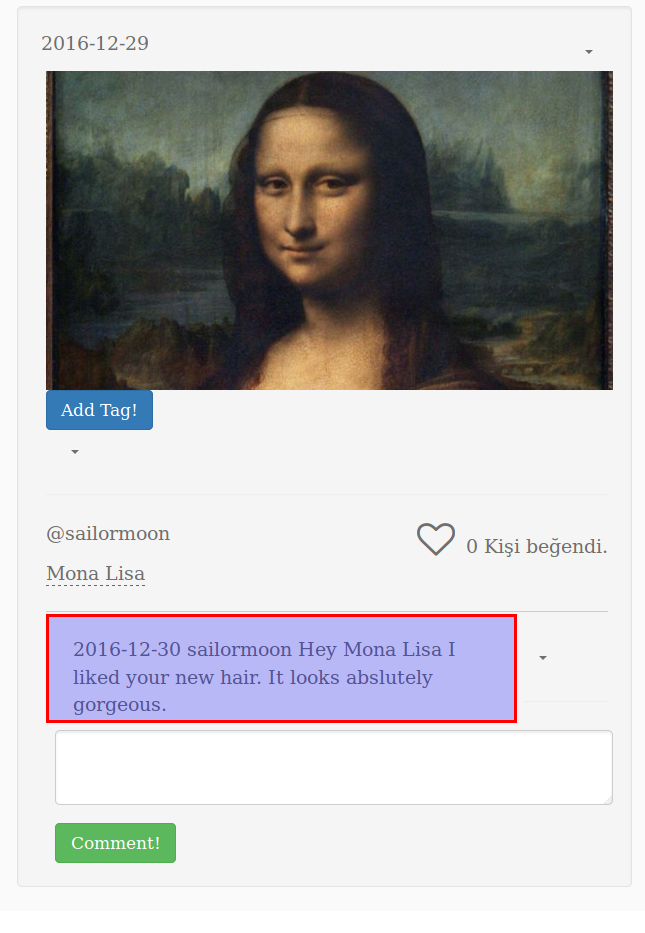 2016-12-29
Add Tag!
@sailormoon
0 Kişi beğendi.
Mona Lisa
2016-12-30 sailormoon Hey Mona Lisa I
liked your new hair. It looks abslutely
gorgeous.
Comment!